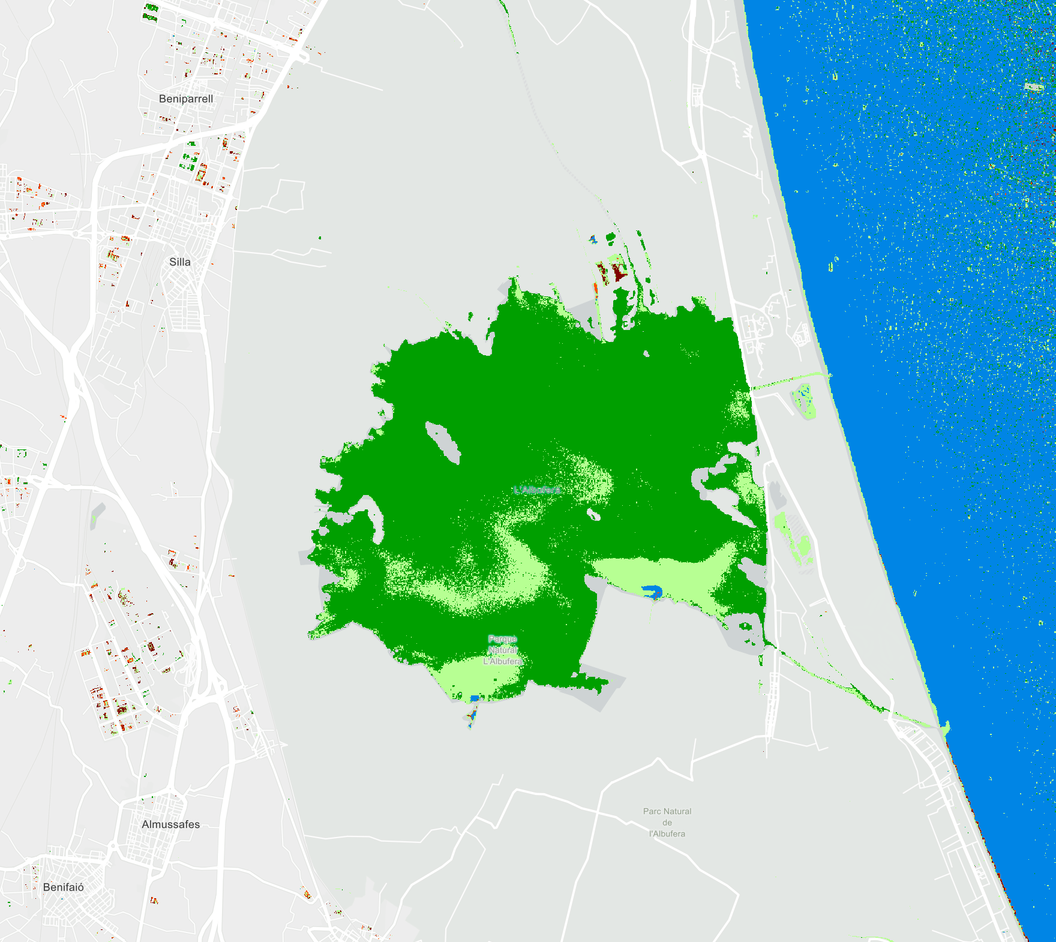 Beniparrell
Silla
L'Albufera
Parque
Natural
L'Albufera
Parc Natural
de
l'Albufera
Almussafes
Benifaió